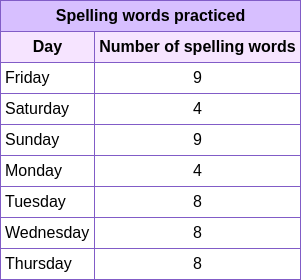 Spelling words practiced
Day Number of spelling words
Friday 9
Saturday 4
Sunday 9
Monday 4
Tuesday 8
Wednesday 8
Thursday 8